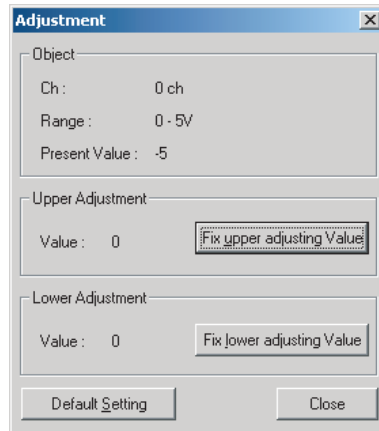 Adjustment
Object
Ch : 0 ch
Range : 0 - 5V
Present Value : -5
Upper Adjustment
Value : 0 Fix upper adjusting Value
Lower Adjustment
Value : 0 Fix lower adjusting Value
Default Setting Close